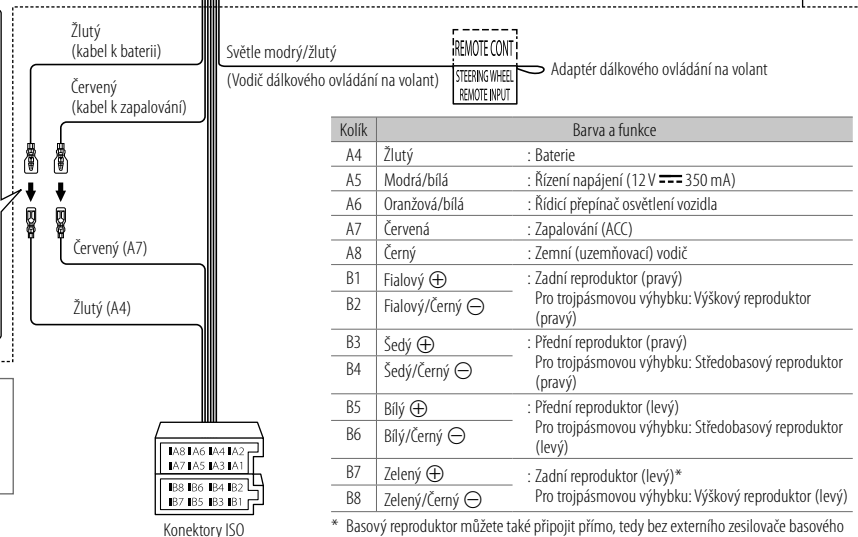 Žlutý
(kabel k baterii)
Červený
(kabel k zapalování)
Světle modrý/žlutý
(Vodič dálkového ovládání na volant)
REMOTE CONT
STEERING WHEEL
REMOTE INPUT
Adaptér dálkového ovládání na volant
Červený (A7)
Žlutý (A4)
A8 A6 A4 A2
A7 A5 A3 A1
B8 B6 B4 B2
B7 B5 B3 B1
Konektory ISO
Kolík Barva a funkce
A4 Žlutý : Baterie
A5 Modrá/bílá : Řízení napájení (12 V ⎓ 350 mA)
A6 Oranžová/bílá : Řídicí přepínač osvětlení vozidla
A7 Červená : Zapalování (ACC)
A8 Černý : Zemní (uzemňovací) vodič
B1 Fialový ⊕ : Zadní reproduktor (pravý)
B2 Fialový/Černý ⊖ Pro trojpásmovou výhybku: Výškový reproduktor
(pravý)
B3 Šedý ⊕ : Přední reproduktor (pravý)
B4 Šedý/Černý ⊖ Pro trojpásmovou výhybku: Středobasový reproduktor
(pravý)
B5 Bílý ⊕ : Přední reproduktor (levý)
B6 Bílý/Černý ⊖ Pro trojpásmovou výhybku: Středobasový reproduktor
(levý)
B7 Zelený ⊕ : Zadní reproduktor (levý)*
B8 Zelený/Černý ⊖ Pro trojpásmovou výhybku: Výškový reproduktor (levý)
* Basový reproduktor můžete také připojit přímo, tedy bez externího zesilovače basového